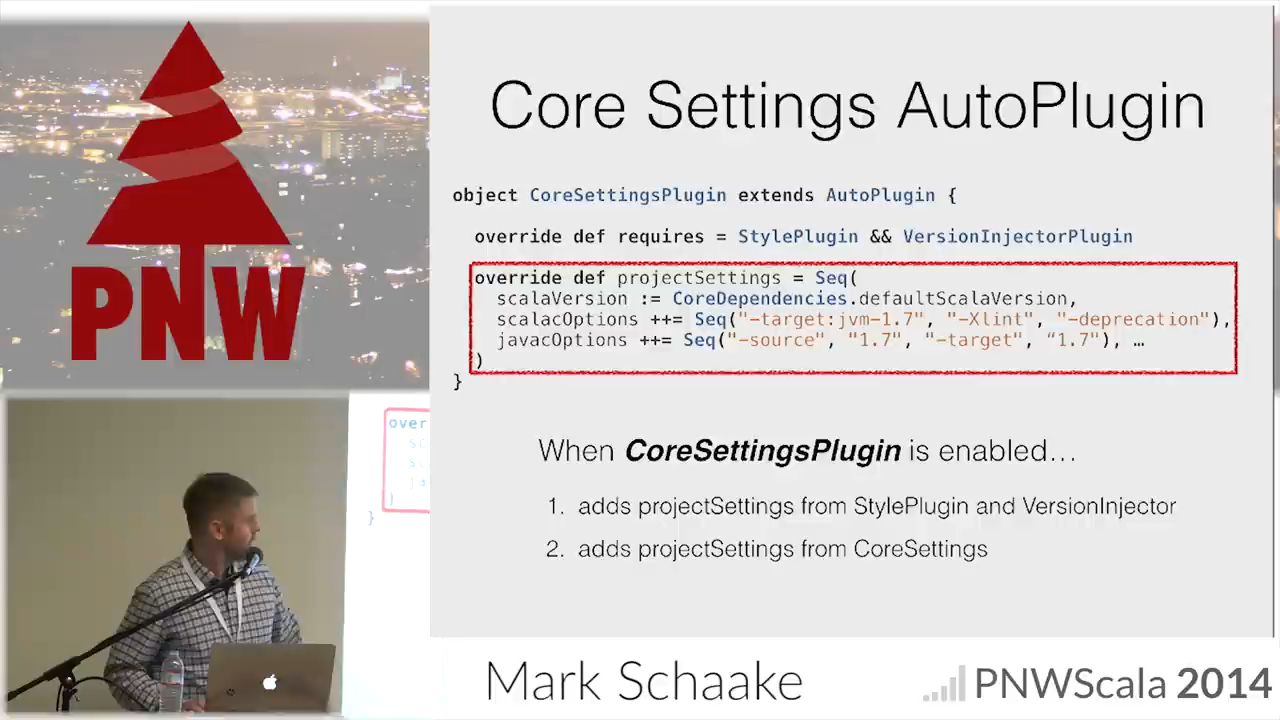 PNW
Core Settings AutoPlugin
object CoreSettingsPlugin extends AutoPlugin {
override def requires = StylePlugin && VersionInjectorPlugin
override def projectSettings = Seq(
scalaVersion := CoreDependencies.defaultScalaVersion,
scalacOptions ++= Seq("-target:jvm-1.7", "-Xlint", "-deprecation"),
javacOptions ++= Seq("-source", "1.7", "-target", “1.7"), …
)
}
When CoreSettingsPlugin is enabled…
1. adds projectSettings from StylePlugin and VersionInjector
2. adds projectSettings from CoreSettings
over
sc
)
}
Mark Schaake
PNWScala 2014